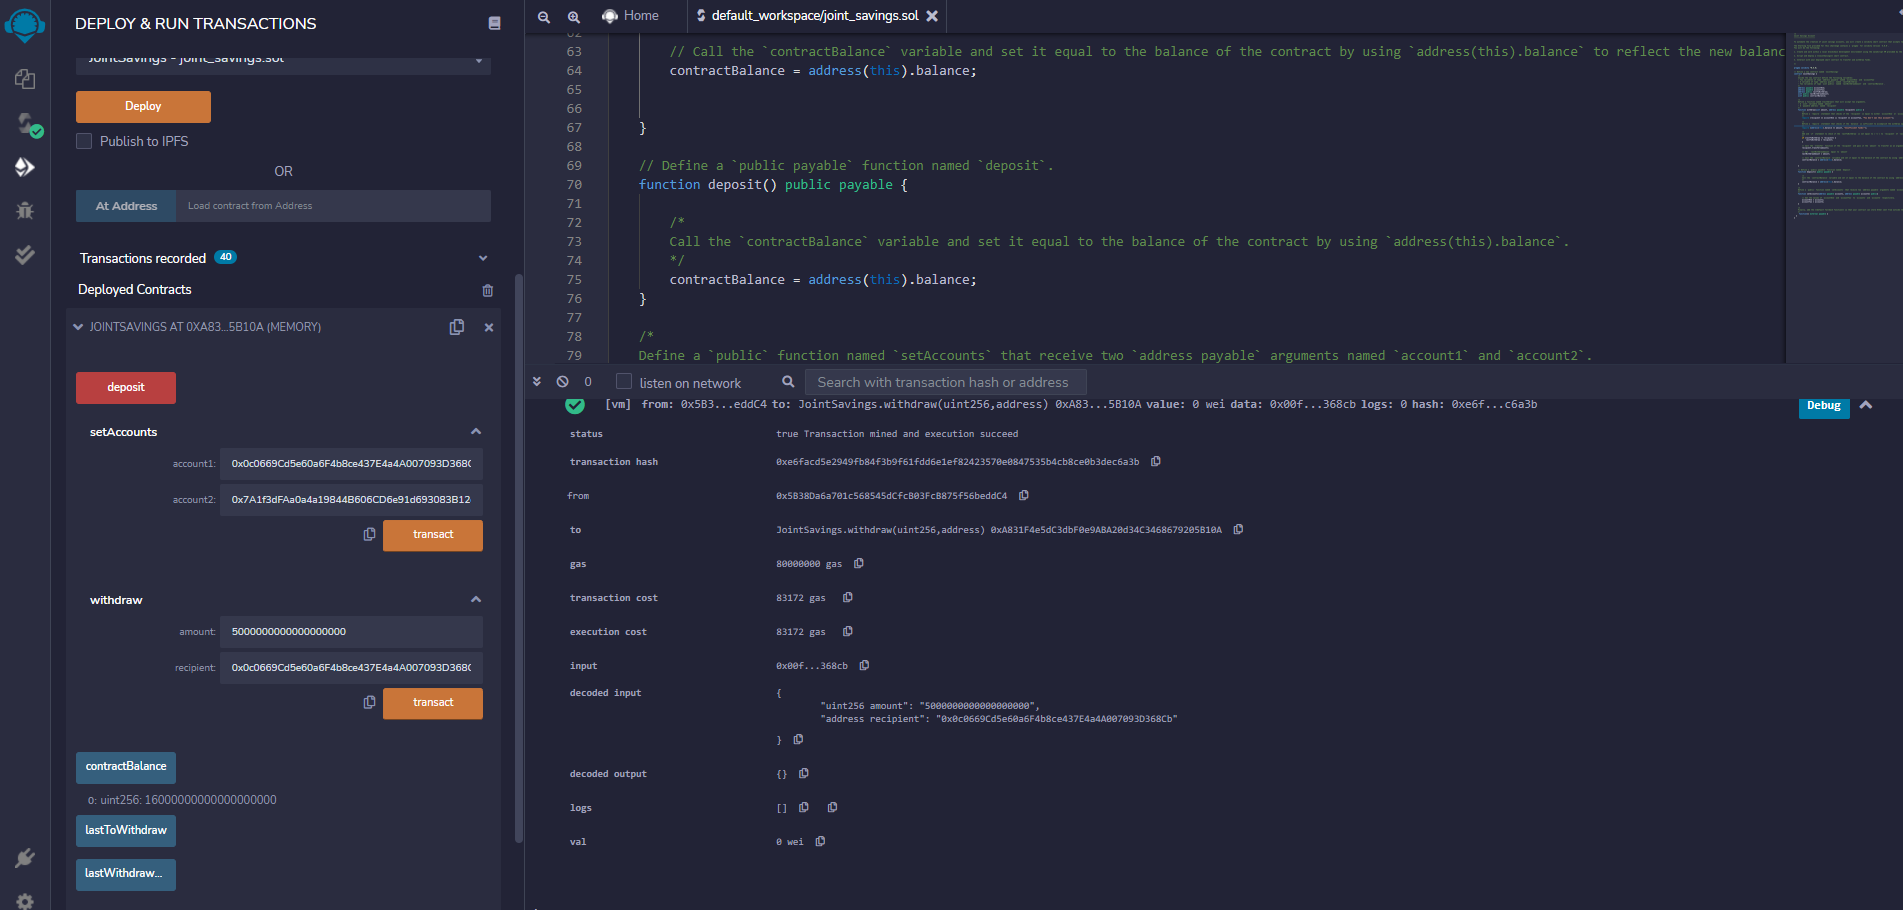 DEPLOY & RUN TRANSACTIONS
JointSavings - joint_savings.sol
Deploy
Publish to IPFS
OR
At Address
Load contract from Address
Transactions recorded 40
Deployed Contracts
JOINTSAVINGS AT 0XA83...5B10A (MEMORY)
deposit
setAccounts
account1: 0x0c0669Cd5e60a6F4b8ce437E4a4A007093D368C
account2: 0x7A1f3dFAa0a4a19844B606CD6e91d693083B12
transact
withdraw
amount: 5000000000000000000
recipient: 0x0c0669Cd5e60a6F4b8ce437E4a4A007093D368C
transact
contractBalance
0: uint256: 16000000000000000000
lastToWithdraw
lastWithdraw...
Home
default_workspace/joint_savings.sol
62
63 // Call the `contractBalance` variable and set it equal to the balance of the contract by using `address(this).balance` to reflect the new balanc
64 contractBalance = address(this).balance;
65
66
67 }
68
69 // Define a `public payable` function named `deposit`.
70 function deposit() public payable {
71
72 /*
73 Call the `contractBalance` variable and set it equal to the balance of the contract by using `address(this).balance`.
74 */
75 contractBalance = address(this).balance;
76 }
77
78 /*
79 Define a `public` function named `setAccounts` that receive two `address payable` arguments named `account1` and `account2`.
0 listen on network Search with transaction hash or address
[vm] from: 0x5B3...eddC4 to: JointSavings.withdraw(uint256,address) 0xA83...5B10A value: 0 wei data: 0x00f...368cb logs: 0 hash: 0xe6f...c6a3b
Debug
status true Transaction mined and execution succeed
transaction hash 0xe6facd5e2949fb84f3b9f61fdd6e1ef82423570e0847535b4cb8ce0b3dec6a3b
from 0x5B38Da6a701c568545dCfcB03FcB875f56beddC4
to JointSavings.withdraw(uint256,address) 0xA831F4e5dC3dbF0e9ABA20d34C3468679205B10A
gas 80000000 gas
transaction cost 83172 gas
execution cost 83172 gas
input 0x00f...368cb
decoded input {
"uint256 amount": "5000000000000000000",
"address recipient": "0x0c0669Cd5e60a6F4b8ce437E4a4A007093D368Cb"
}
decoded output {}
logs []
val 0 wei